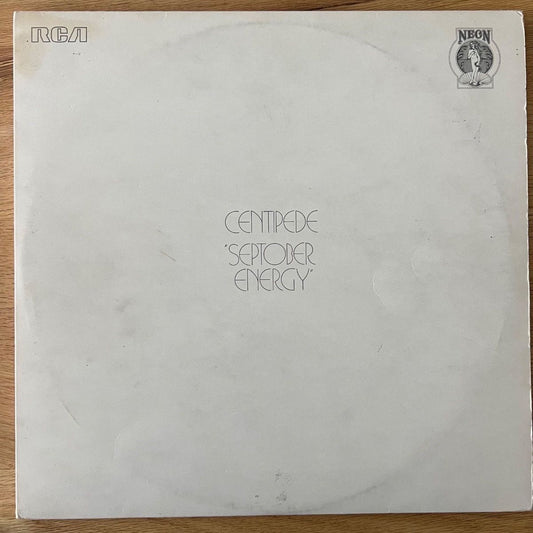 RCA
NEON
CENTIPEDE
"SEPTOBER
ENERGY"